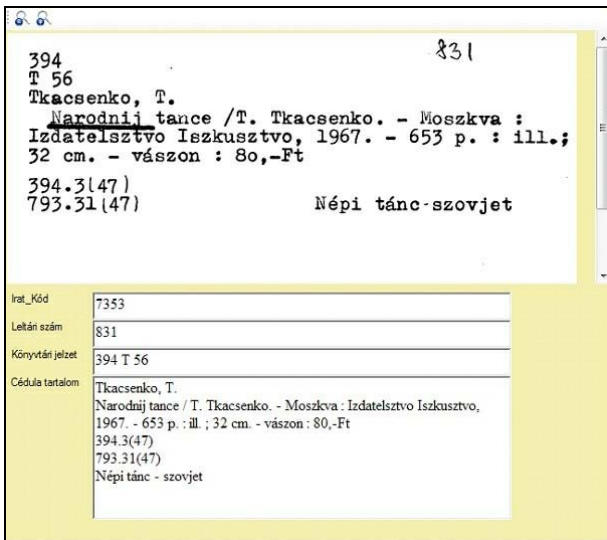 831
394
T 56
Tkacsenko, T.
Narodnij tance /T. Tkacsenko. - Moszkva :
Izdatelsztvo Iszkusztvo, 1967. - 653 p. : ill.;
32 cm. - vászon : 8o,-Ft
394.3(47)
793.31(47) Népi tánc-szovjet
Irat_Kód 7353
Leltári szám 831
Könyvtári jelzet 394 T 56
Cédula tartalom Tkacsenko, T.
Narodnij tance / T. Tkacsenko. - Moszkva : Izdatelsztvo Iszkusztvo,
1967. - 653 p. : ill. ; 32 cm. - vászon : 80,-Ft
394.3(47)
793.31(47)
Népi tánc - szovjet